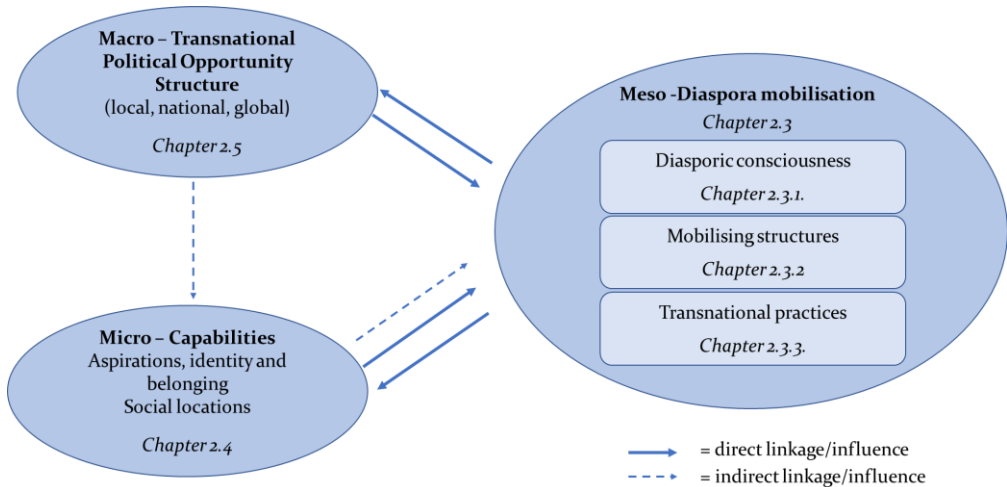 Macro – Transnational
Political Opportunity
Structure
(local, national, global)
Chapter 2.5
Meso -Diaspora mobilisation
Chapter 2.3
Diasporic consciousness
Chapter 2.3.1.
Mobilising structures
Chapter 2.3.2
Transnational practices
Chapter 2.3.3.
Micro – Capabilities
Aspirations, identity and
belonging
Social locations
Chapter 2.4
= direct linkage/influence
= indirect linkage/influence